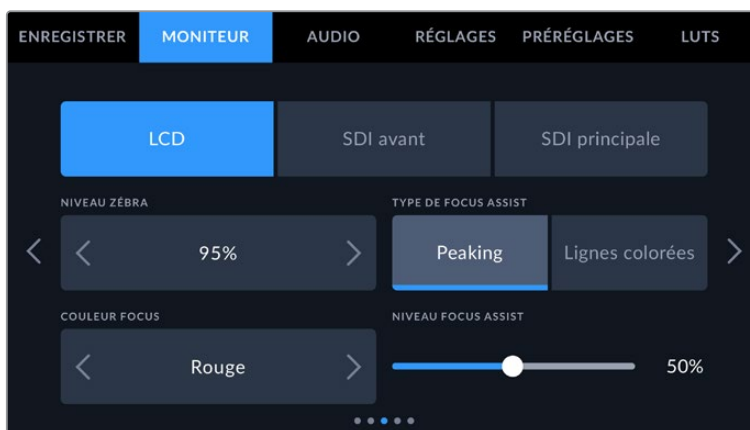 ENREGISTRER MONITEUR AUDIO RÉGLAGES PRÉRÉGLAGES LUTS
LCD SDI avant SDI principale
NIVEAU ZÉBRA TYPE DE FOCUS ASSIST
95% Peaking Lignes colorées
COULEUR FOCUS NIVEAU FOCUS ASSIST
Rouge 50%